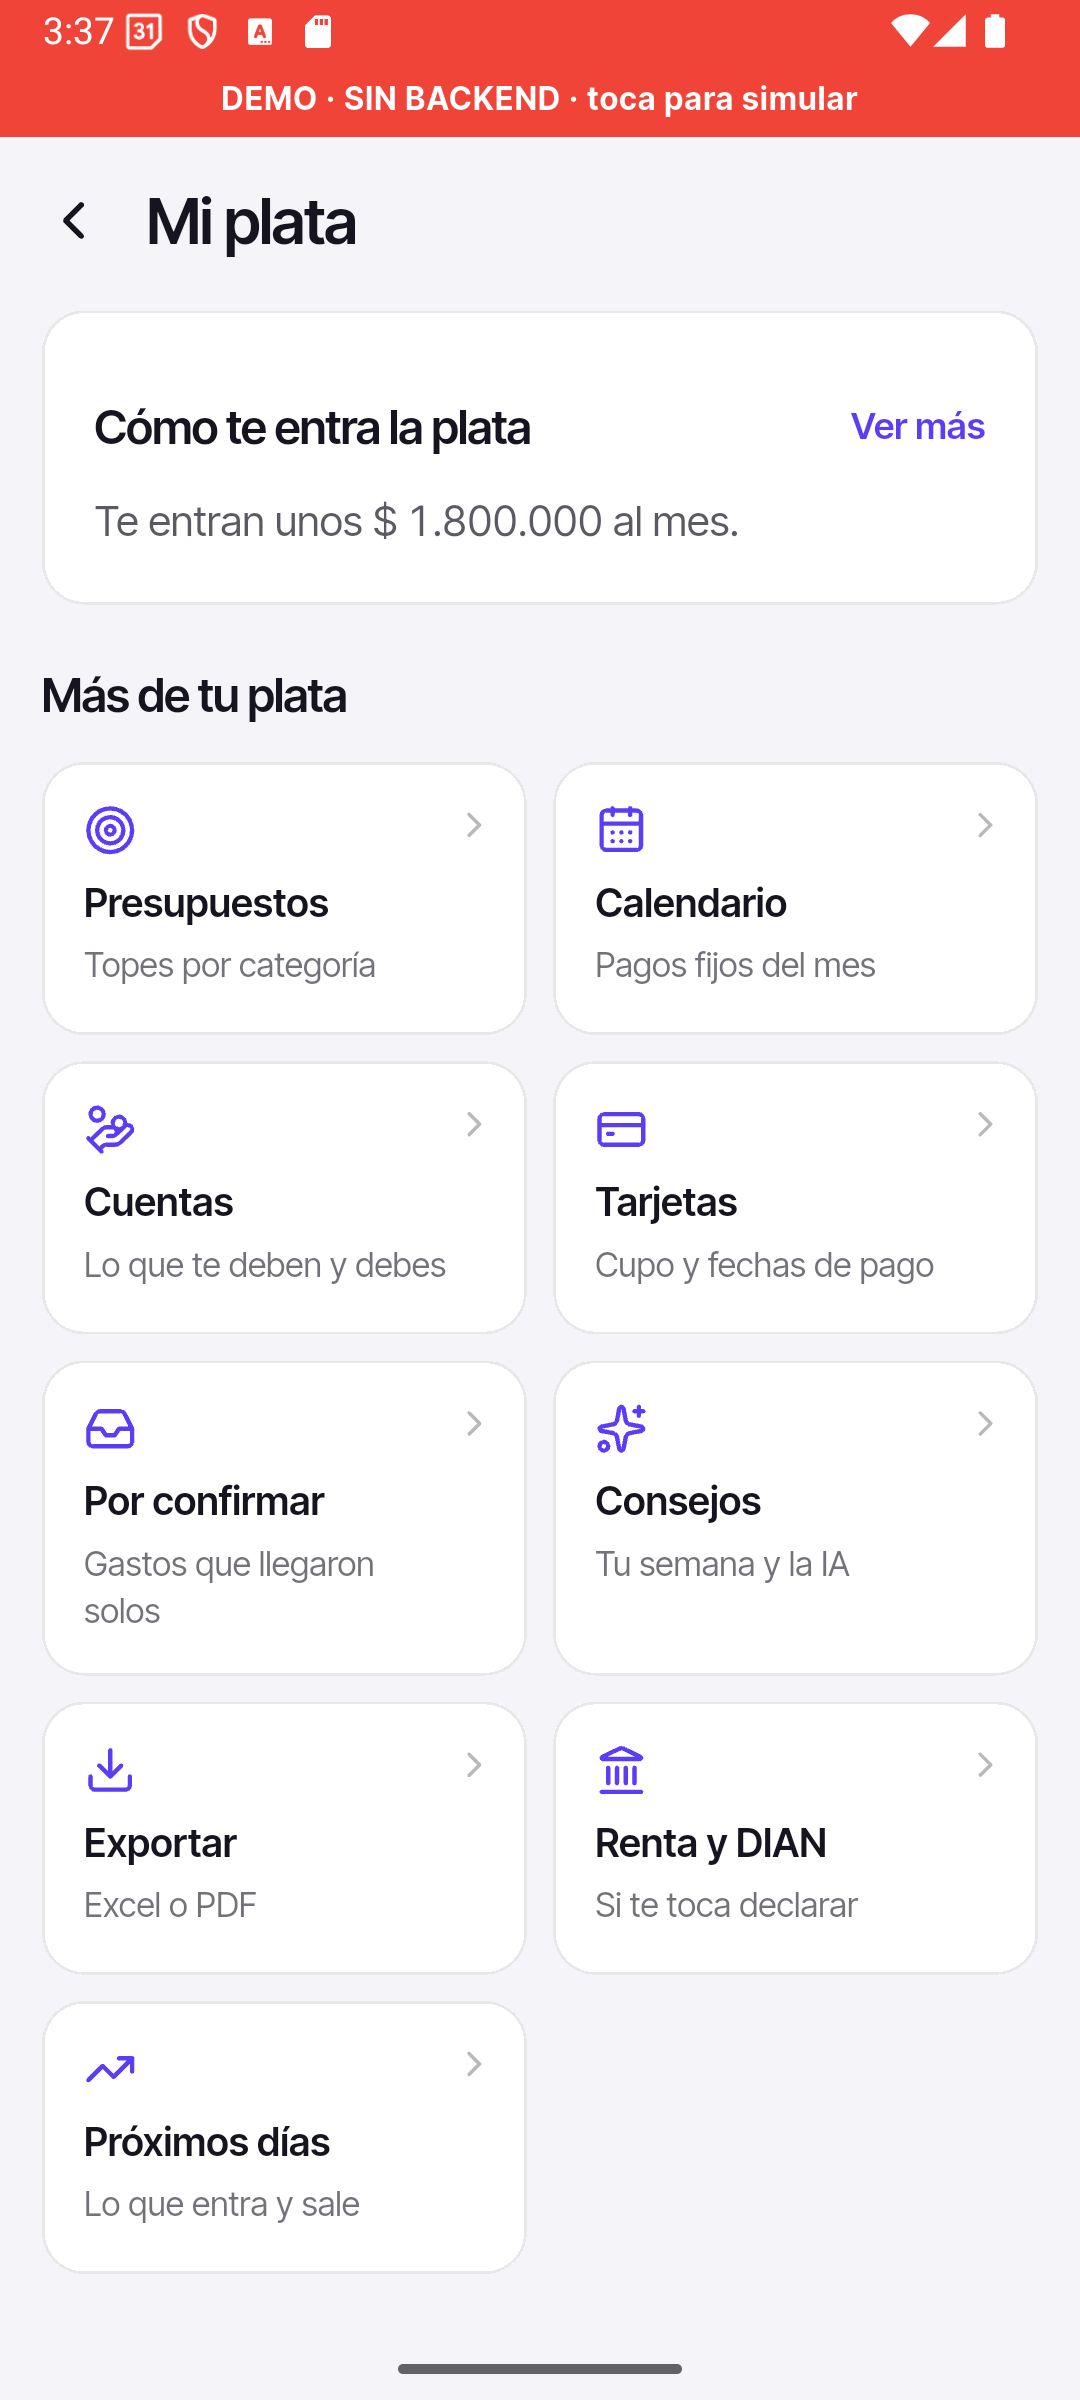 3:37 31 A
DEMO · SIN BACKEND · toca para simular
Mi plata
Cómo te entra la plata Ver más
Te entran unos $ 1.800.000 al mes.
Más de tu plata
Presupuestos
Topes por categoría
Calendario
Pagos fijos del mes
Cuentas
Lo que te deben y debes
Tarjetas
Cupo y fechas de pago
Por confirmar
Gastos que llegaron
solos
Consejos
Tu semana y la IA
Exportar
Excel o PDF
Renta y DIAN
Si te toca declarar
Próximos días
Lo que entra y sale